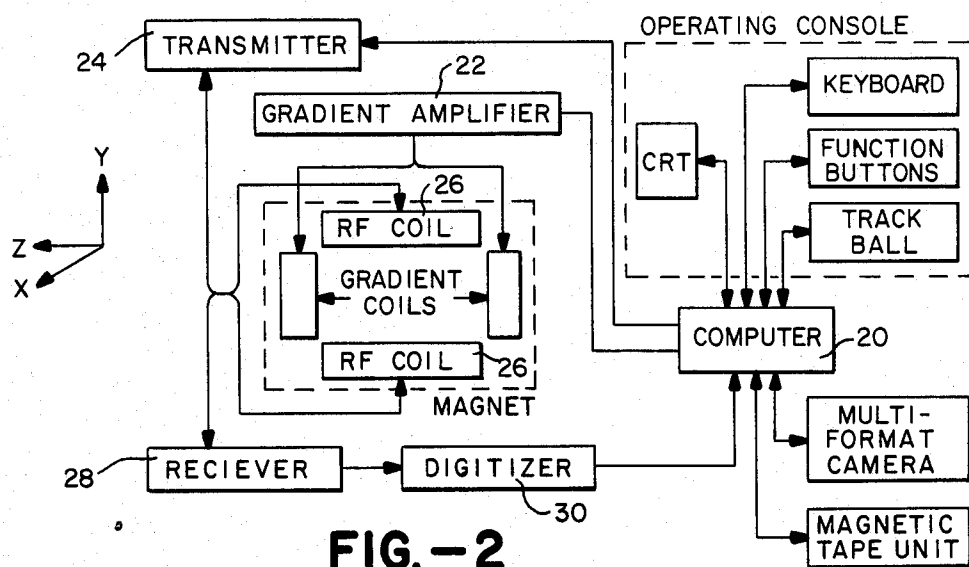 OPERATING CONSOLE
24
TRANSMITTER
22
GRADIENT AMPLIFIER
KEYBOARD
CRT
FUNCTION
BUTTONS
TRACK
BALL
Y
Z
X
26
RF COIL
GRADIENT
COILS
RF COIL
26
MAGNET
COMPUTER
20
28
RECIEVER
DIGITIZER
30
MULTI-
FORMAT
CAMERA
MAGNETIC
TAPE UNIT
FIG.-2